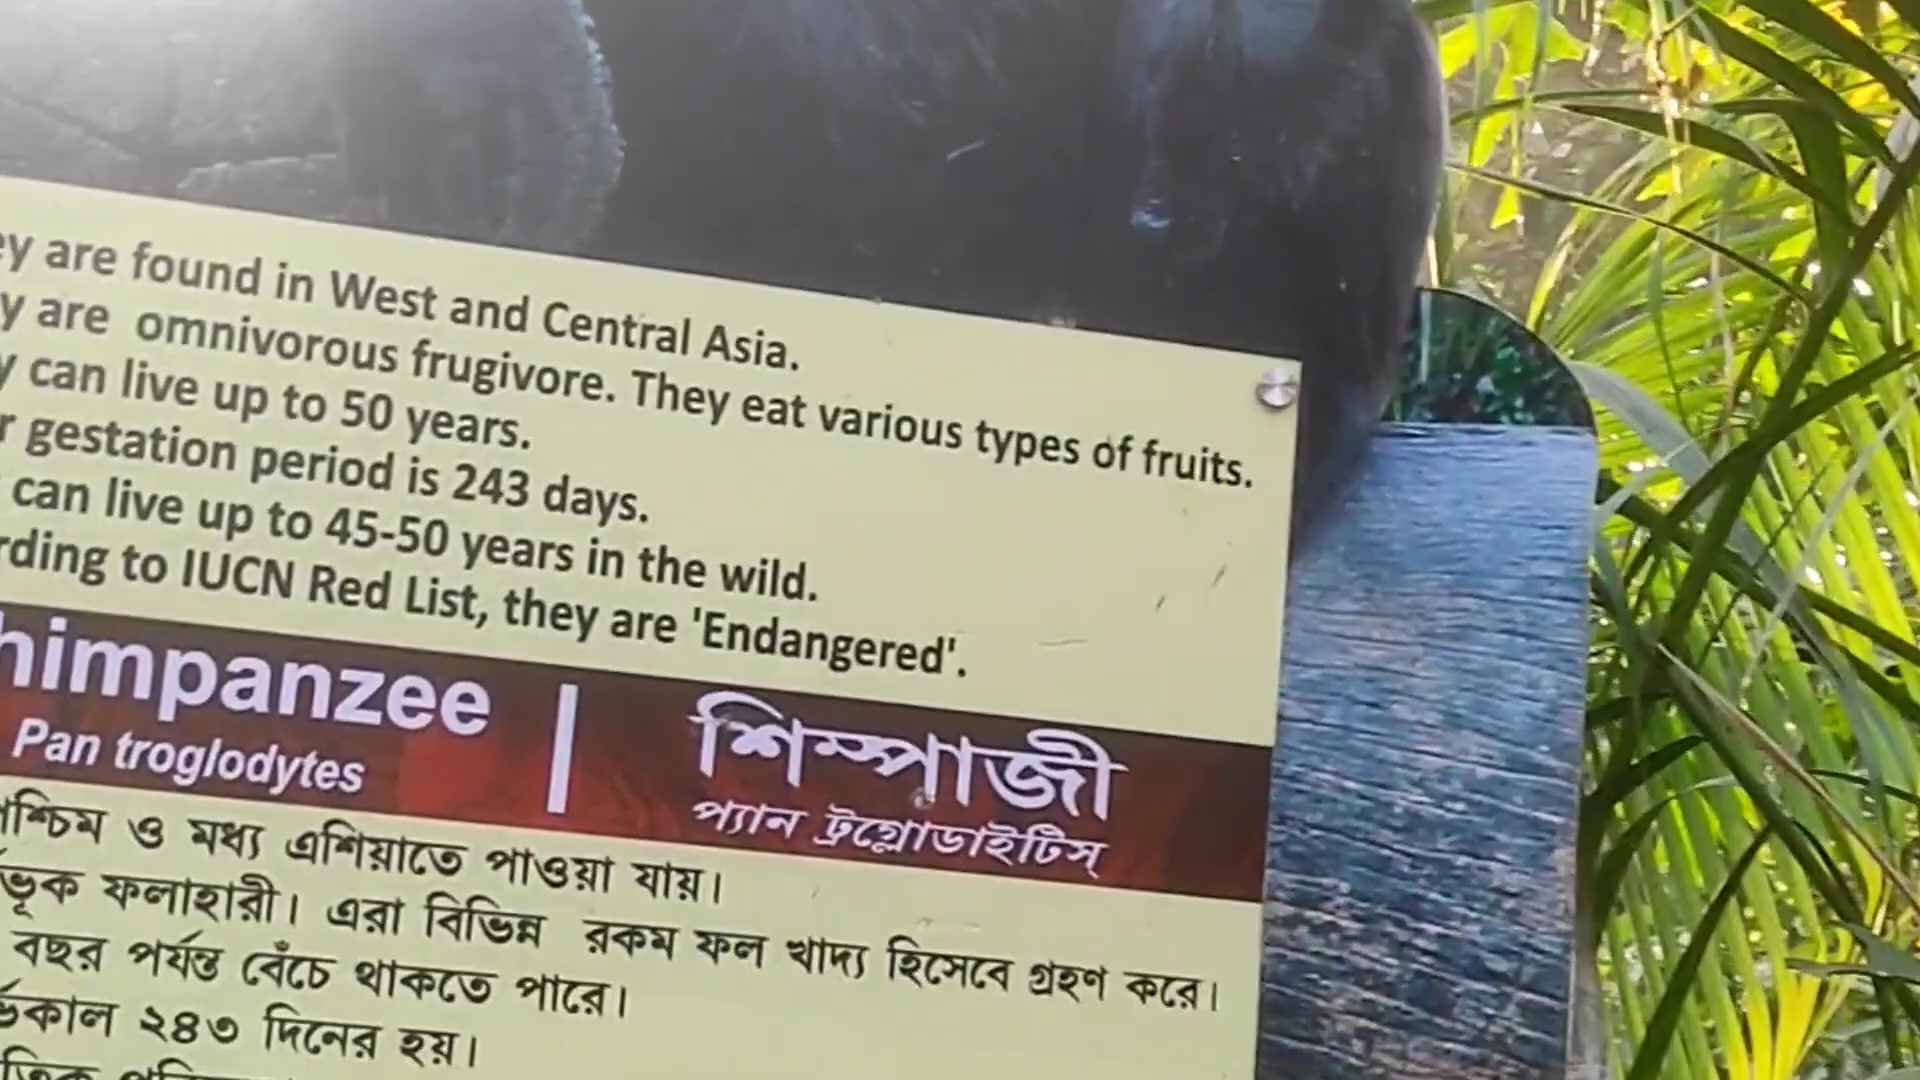 ey are found in West and Central Asia.
y are omnivorous frugivore. They eat various types of fruits.
y can live up to 50 years.
r gestation period is 243 days.
can live up to 45-50 years in the wild.
rding to IUCN Red List, they are 'Endangered'.
himpanzee | শিম্পাজী
Pan troglodytes প্যান ট্রগ্লোডাইটিস্
পশ্চিম ও মধ্য এশিয়াতে পাওয়া যায়।
ভূক ফলাহারী। এরা বিভিন্ন রকম ফল খাদ্য হিসেবে গ্রহণ করে।
বছর পর্যন্ত বেঁচে থাকতে পারে।
র্ভকাল ২৪৩ দিনের হয়।